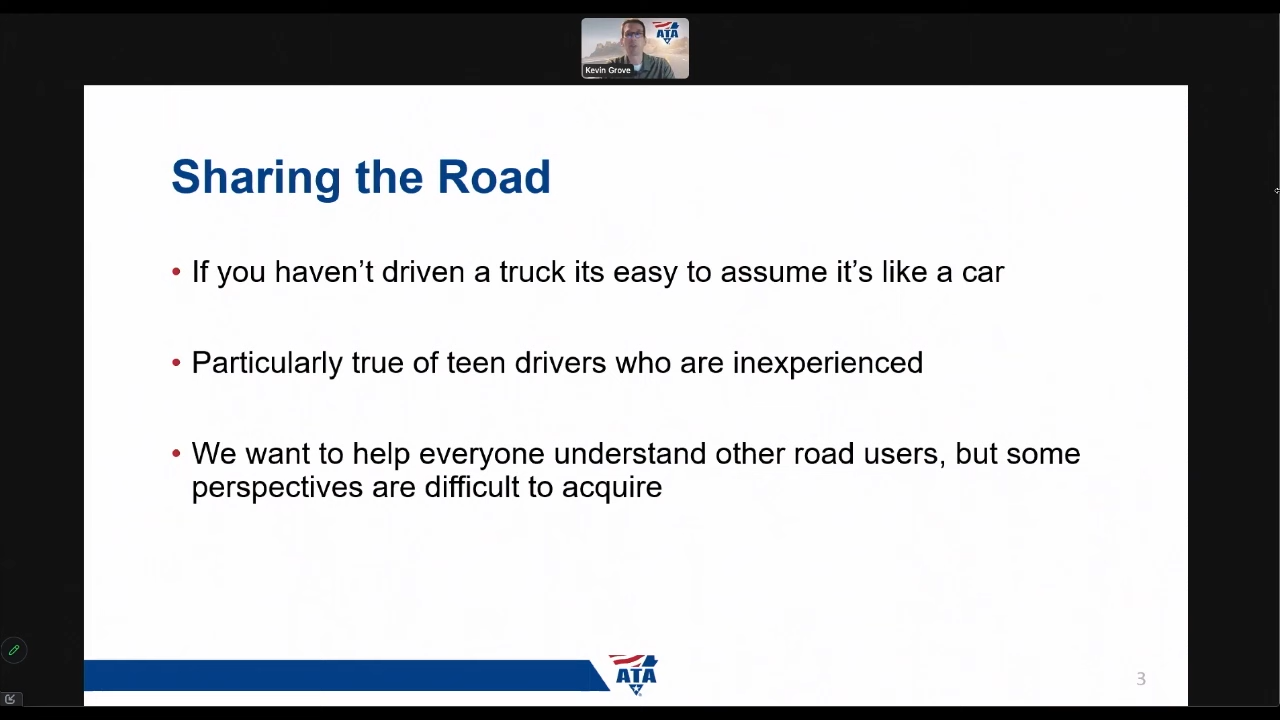 ATA
Kevin Grove
Sharing the Road
• If you haven’t driven a truck its easy to assume it’s like a car
• Particularly true of teen drivers who are inexperienced
• We want to help everyone understand other road users, but some
perspectives are difficult to acquire
ATA
3